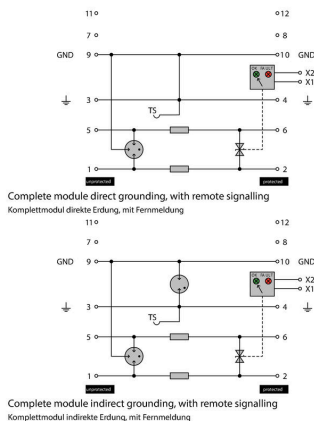 11 12
7 8
GND 9 10 GND
OK FAULT
X2
X1
3 4
TS
5 6
1 2
unprotected protected
Complete module direct grounding, with remote signalling
Komplettmodul direkte Erdung, mit Fernmeldung
11 12
7 8
GND 9 10 GND
OK FAULT
X2
X1
3 4
TS
5 6
1 2
unprotected protected
Complete module indirect grounding, with remote signalling
Komplettmodul indirekte Erdung, mit Fernmeldung